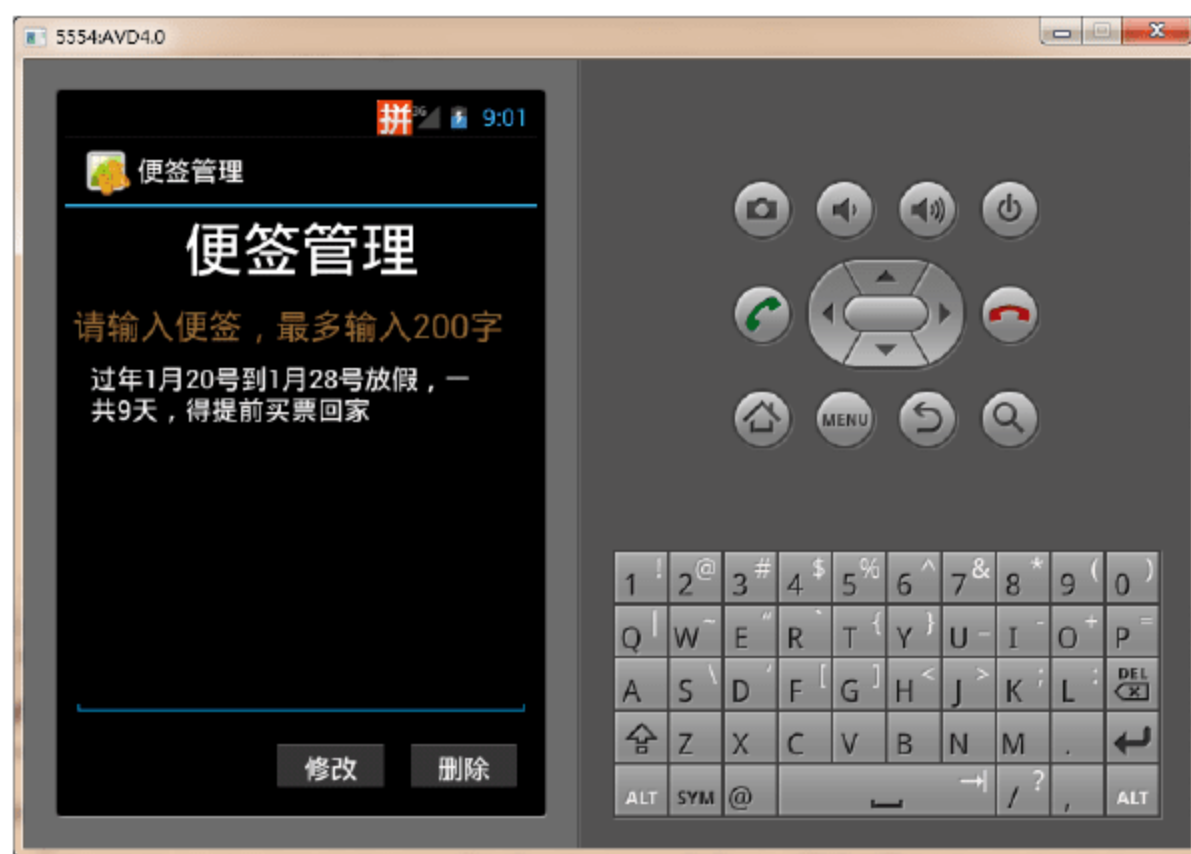 5554:AVD4.0
拼 3G 9:01
便签管理
便签管理
请输入便签，最多输入200字
过年1月20号到1月28号放假，一
共9天，得提前买票回家
修改 删除
MENU
1 ! 2 @ 3 # 4 $ 5 % 6 ^ 7 & 8 * 9 ( 0 )
Q | W ~ E " R ` T { Y } U _ I - O + P =
A S \ D ' F [ G ] H < J > K ; L : DEL
Z X C V B N M .
ALT SYM @ / ? , ALT